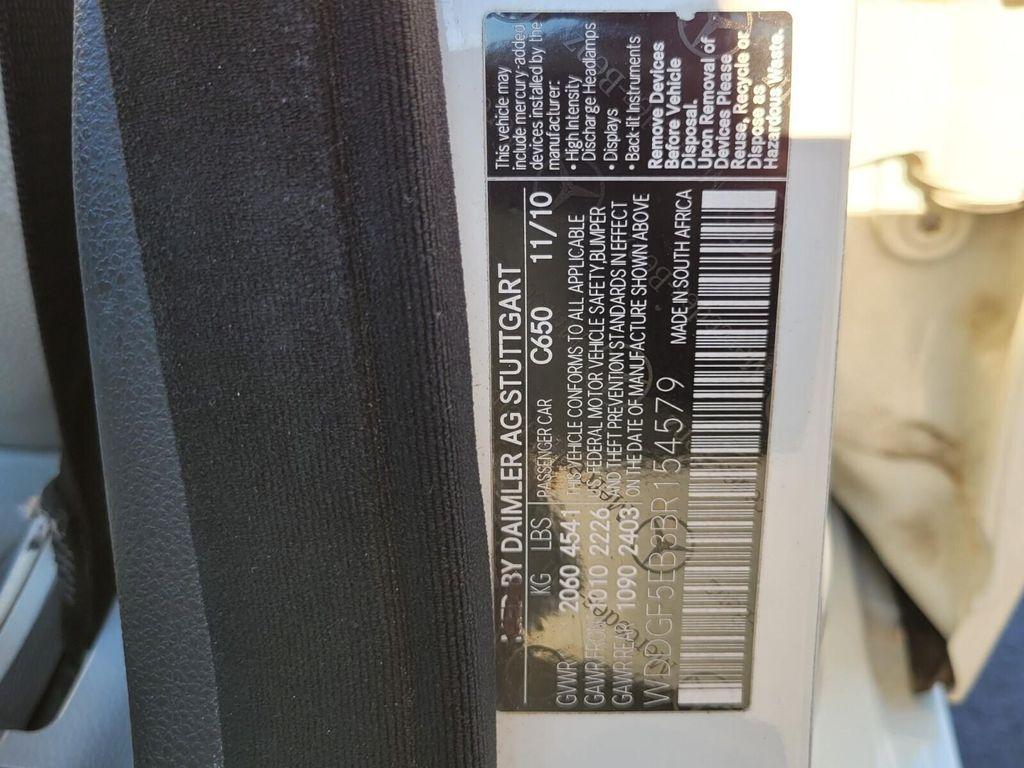 BY DAIMLER AG STUTTGART
KG LBS PASSENGER CAR C650 11/10
GVWR 2060 4541 THIS VEHICLE CONFORMS TO ALL APPLICABLE
GAWR FRONT 1010 2226 FEDERAL MOTOR VEHICLE SAFETY,BUMPER
GAWR REAR 1090 2403 AND THEFT PREVENTION STANDARDS IN EFFECT
ON THE DATE OF MANUFACTURE SHOWN ABOVE
WDDGF5EB3BR154579 MADE IN SOUTH AFRICA
This vehicle may
include mercury-added
devices installed by the
manufacturer:
• High Intensity
Discharge Headlamps
• Displays
• Back-lit Instruments
Remove Devices
Before Vehicle
Disposal.
Upon Removal of
Devices Please
Reuse, Recycle or
Dispose as
Hazardous Waste.